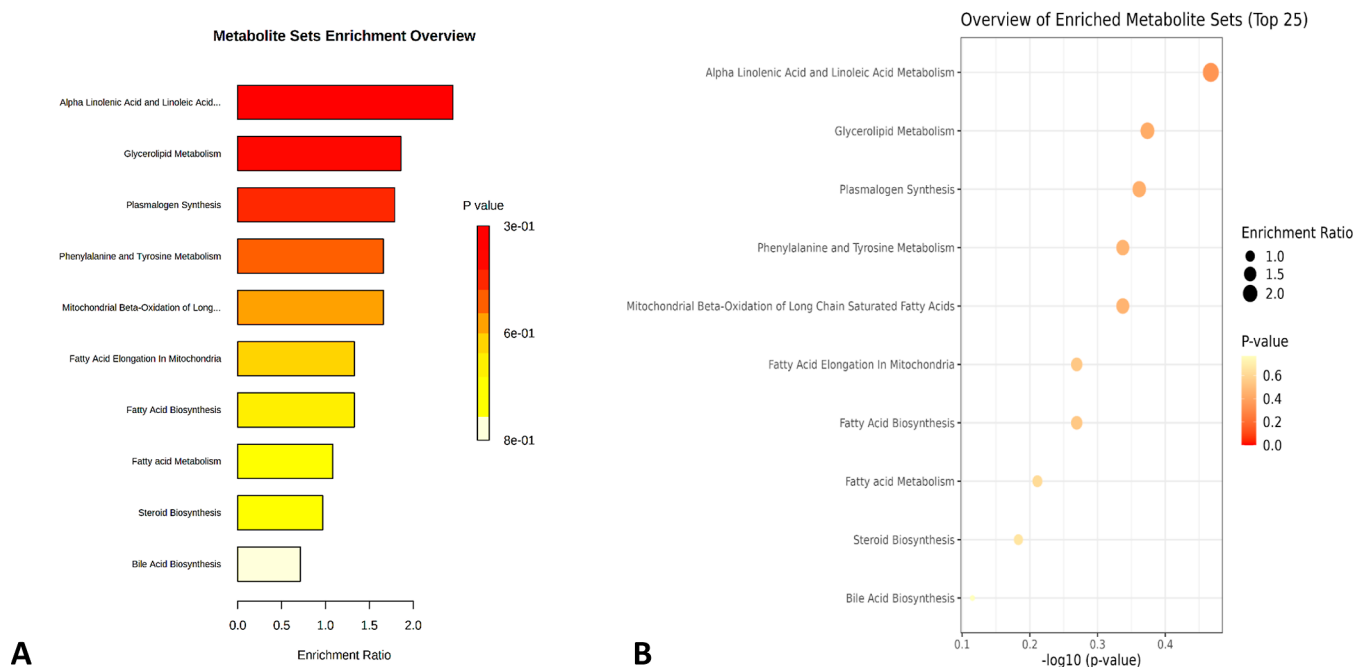 Metabolite Sets Enrichment Overview
Alpha Linolenic Acid and Linoleic Acid...
Glycerolipid Metabolism
Plasmalogen Synthesis
Phenylalanine and Tyrosine Metabolism
Mitochondrial Beta-Oxidation of Long...
Fatty Acid Elongation In Mitochondria
Fatty Acid Biosynthesis
Fatty acid Metabolism
Steroid Biosynthesis
Bile Acid Biosynthesis
0.0 0.5 1.0 1.5 2.0
Enrichment Ratio
P value
3e-01
6e-01
8e-01
A
Overview of Enriched Metabolite Sets (Top 25)
Alpha Linolenic Acid and Linoleic Acid Metabolism
Glycerolipid Metabolism
Plasmalogen Synthesis
Phenylalanine and Tyrosine Metabolism
Mitochondrial Beta-Oxidation of Long Chain Saturated Fatty Acids
Fatty Acid Elongation In Mitochondria
Fatty Acid Biosynthesis
Fatty acid Metabolism
Steroid Biosynthesis
Bile Acid Biosynthesis
0.1 0.2 0.3 0.4
-log10 (p-value)
Enrichment Ratio
1.0
1.5
2.0
P-value
0.6
0.4
0.2
0.0
B